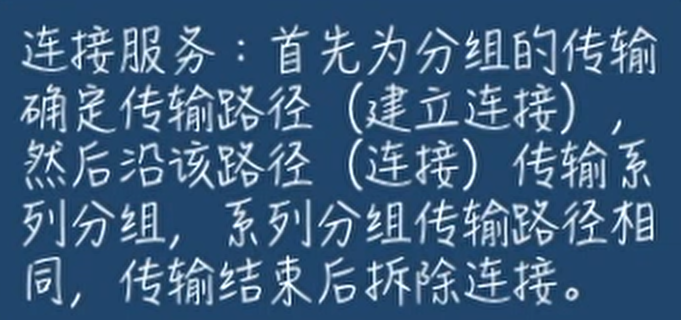 连接服务：首先为分组的传输
确定传输路径（建立连接），
然后沿该路径（连接）传输系
列分组，系列分组传输路径相
同，传输结束后拆除连接。